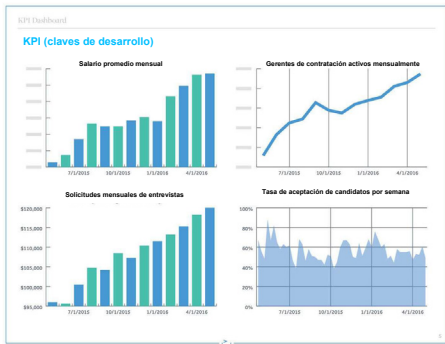 KPI Dashboard
KPI (claves de desarrollo)
Salario promedio mensual
7/1/2015 10/1/2015 1/1/2016 4/1/2016
Gerentes de contratación activos mensualmente
7/1/2015 10/1/2015 1/1/2016 4/1/2016
Solicitudes mensuales de entrevistas
$120,000
$115,000
$110,000
$105,000
$100,000
$95,000
7/1/2015 10/1/2015 1/1/2016 4/1/2016
Tasa de aceptación de candidatos por semana
100%
80%
60%
40%
20%
0%
7/1/2015 10/1/2015 1/1/2016 4/1/2016